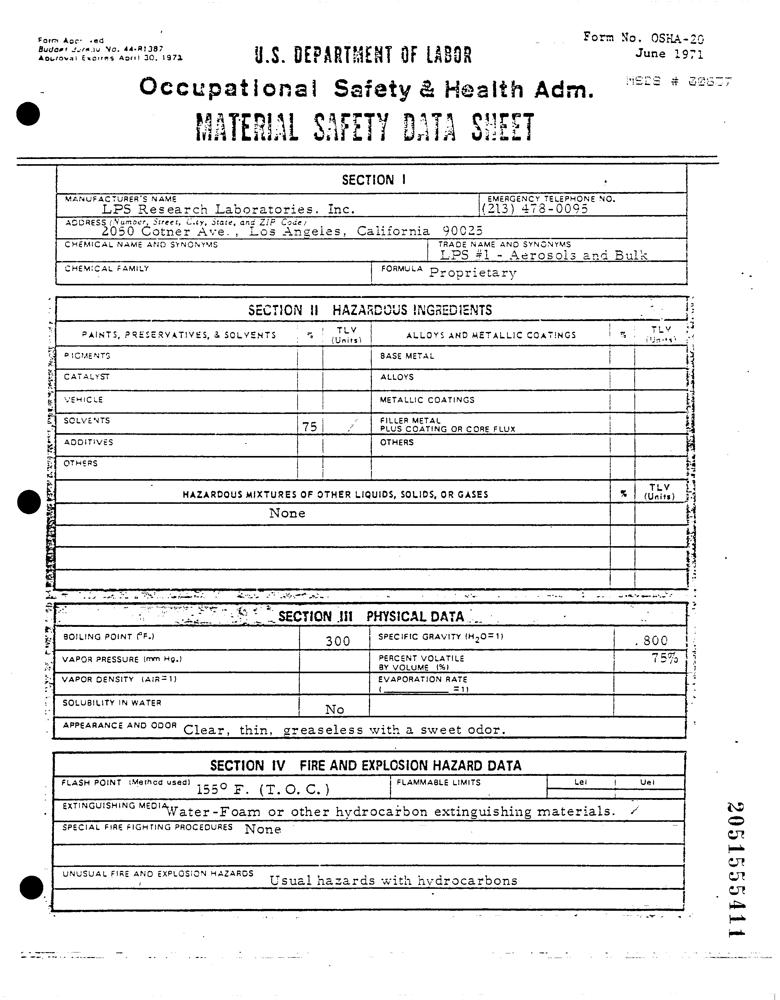 Form No. OSHA-20
June 1971
Budget Bureau No. 44-R1387
Approval Expires April 30, 1973
U.S. DEPARTMENT OF LABOR
Occupational Safety & Health Adm.
MSDS #
MATERIAL SAFETY DATA SHEET
SECTION I
MANUFACTURER'S NAME
LPS Research Laboratories, Inc.
EMERGENCY TELEPHONE NO.
(213) 478-0095
ADDRESS (Number, Street, City, State, and ZIP Code)
2050 Cotner Ave., Los Angeles, California 90025
CHEMICAL NAME AND SYNONYMS
TRADE NAME AND SYNONYMS
LPS #1 - Aerosols and Bulk
CHEMICAL FAMILY
FORMULA Proprietary
SECTION II HAZARDOUS INGREDIENTS
PAINTS, PRESERVATIVES, & SOLVENTS % TLV (Units) ALLOYS AND METALLIC COATINGS % TLV (Units)
PIGMENTS BASE METAL
CATALYST ALLOYS
VEHICLE METALLIC COATINGS
SOLVENTS 75 FILLER METAL PLUS COATING OR CORE FLUX
ADDITIVES OTHERS
OTHERS
HAZARDOUS MIXTURES OF OTHER LIQUIDS, SOLIDS, OR GASES % TLV (Units)
None
SECTION III PHYSICAL DATA
BOILING POINT (°F.) 300 SPECIFIC GRAVITY (H2O=1) .800
VAPOR PRESSURE (mm Hg.) PERCENT VOLATILE BY VOLUME (%) 75%
VAPOR DENSITY (AIR=1) EVAPORATION RATE ( =1)
SOLUBILITY IN WATER No
APPEARANCE AND ODOR Clear, thin, greaseless with a sweet odor.
SECTION IV FIRE AND EXPLOSION HAZARD DATA
FLASH POINT (Method used) 155° F. (T.O.C.) FLAMMABLE LIMITS Lel Uel
EXTINGUISHING MEDIA Water-Foam or other hydrocarbon extinguishing materials.
SPECIAL FIRE FIGHTING PROCEDURES None
UNUSUAL FIRE AND EXPLOSION HAZARDS Usual hazards with hydrocarbons
2051555411